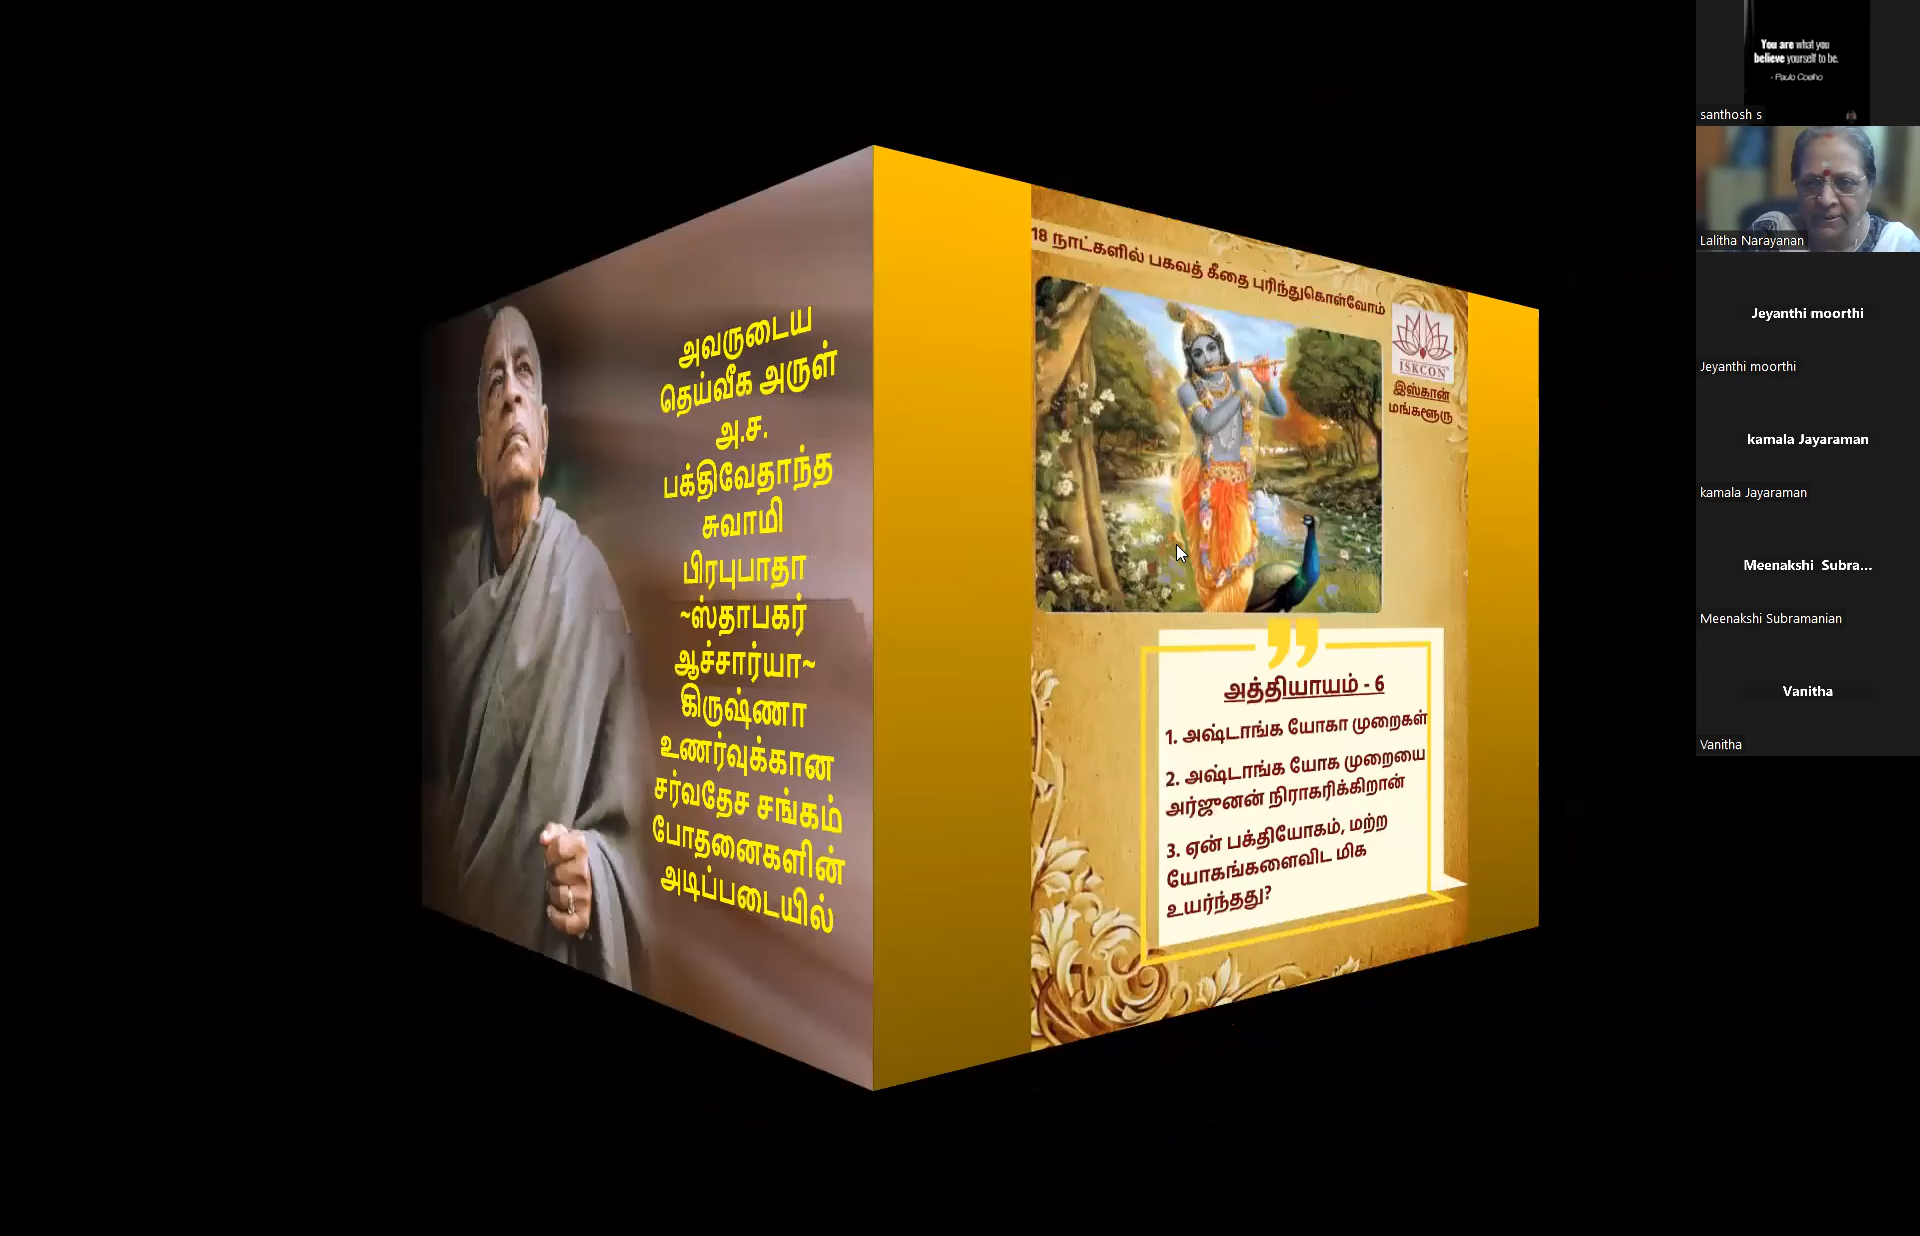 அவருடைய
தெய்வீக அருள்
அ.ச.
பக்திவேதாந்த
சுவாமி
பிரபுபாதா
~ஸ்தாபகர்
ஆச்சார்யா~
கிருஷ்ணா
உணர்வுக்கான
சர்வதேச சங்கம்
போதனைகளின்
அடிப்படையில்
18 நாட்களில் பகவத் கீதை புரிந்துகொள்வோம்
ISKCON
இஸ்கான்
மங்களூரு
அத்தியாயம் - 6
1. அஷ்டாங்க யோகா முறைகள்
2. அஷ்டாங்க யோக முறையை
அர்ஜுனன் நிராகரிக்கிறான்
3. ஏன் பக்தியோகம், மற்ற
யோகங்களைவிட மிக
உயர்ந்தது?
You are what you
believe yourself to be.
- Paulo Coelho
santhosh s
Lalitha Narayanan
Jeyanthi moorthi
Jeyanthi moorthi
kamala Jayaraman
kamala Jayaraman
Meenakshi Subra...
Meenakshi Subramanian
Vanitha
Vanitha